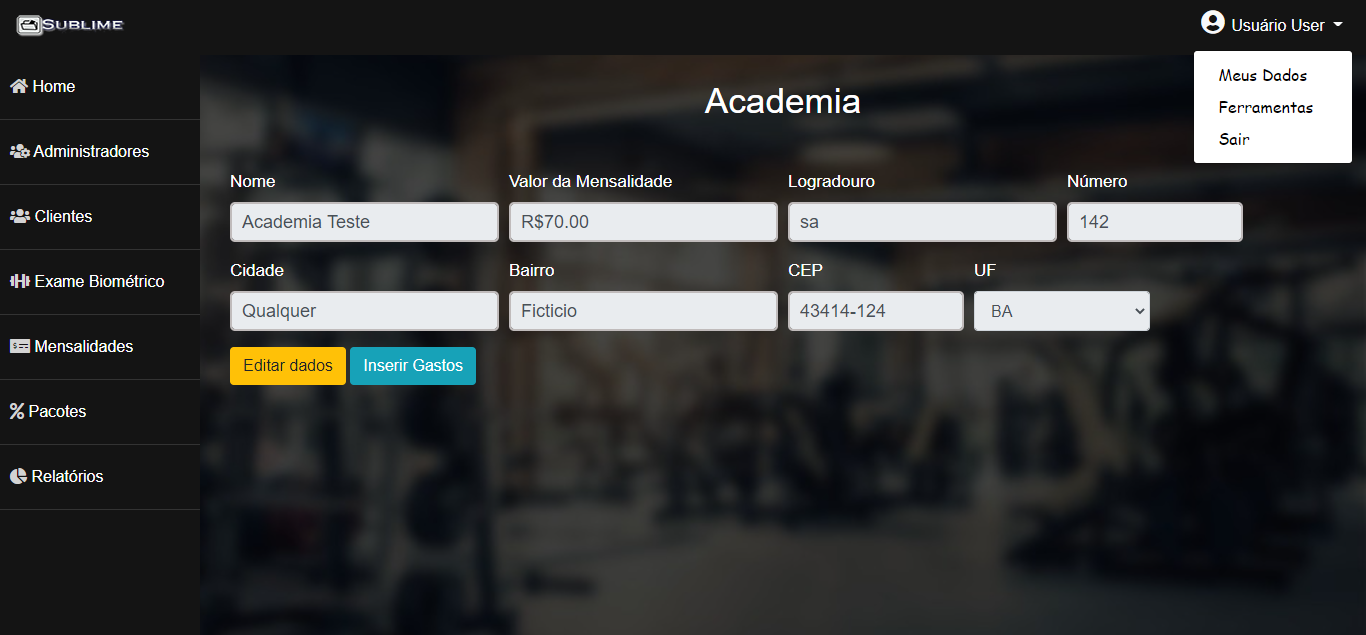 SUBLIME
Usuário User
Meus Dados
Ferramentas
Sair
Home
Administradores
Clientes
Exame Biométrico
Mensalidades
Pacotes
Relatórios
Academia
Nome Valor da Mensalidade Logradouro Número
Academia Teste R$70.00 sa 142
Cidade Bairro CEP UF
Qualquer Ficticio 43414-124 BA
Editar dados Inserir Gastos